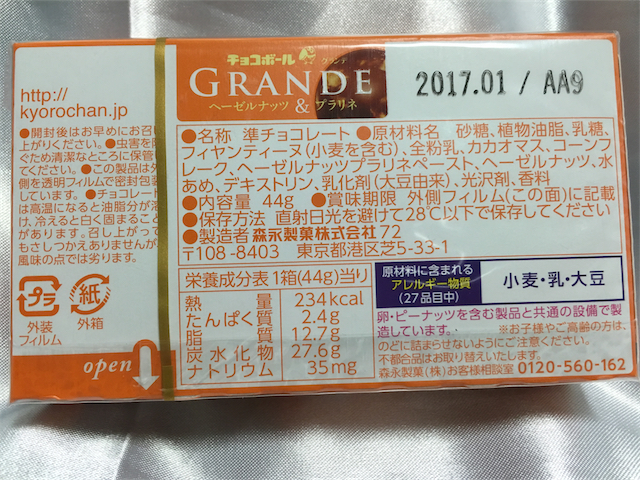 http://
kyorochan.jp
●開封後はお早めにお召し
上がりください。●虫害を防
ぐため清潔なところに保管し
てください。●この製品は外
側を透明フィルムで密封包装
しています。●チョコレート
は高温になると油脂分が溶
け、冷えると白く固まること
があります。召し上がって
もさしつかえありませんが
風味の点では劣ります。
プラ
外装
フィルム
紙
外箱
open
チョコボール
グランデ
GRANDE
ヘーゼルナッツ & プラリネ
2017.01 / AA9
●名称 準チョコレート ●原材料名 砂糖、植物油脂、乳糖、
フィヤンティーヌ(小麦を含む)、全粉乳、カカオマス、コーンフ
レーク、ヘーゼルナッツプラリネペースト、ヘーゼルナッツ、水
あめ、デキストリン、乳化剤(大豆由来)、光沢剤、香料
●内容量 44g ●賞味期限 外側フィルム(この面)に記載
●保存方法 直射日光を避けて28℃以下で保存してください
●製造者 森永製菓株式会社72
〒108-8403 東京都港区芝5-33-1
栄養成分表 1箱(44g)当り
熱量 234kcal
たんぱく質 2.4g
脂質 12.7g
炭水化物 27.6g
ナトリウム 35mg
原材料に含まれる
アレルギー物質
(27品目中)
小麦・乳・大豆
卵・ピーナッツを含む製品と共通の設備で製
造しています。 ※お子様やご高齢の方は、
のどに詰まらせないようにご注意ください。
不都合品はお取り替えいたします。
森永製菓(株)お客様相談室 0120-560-162